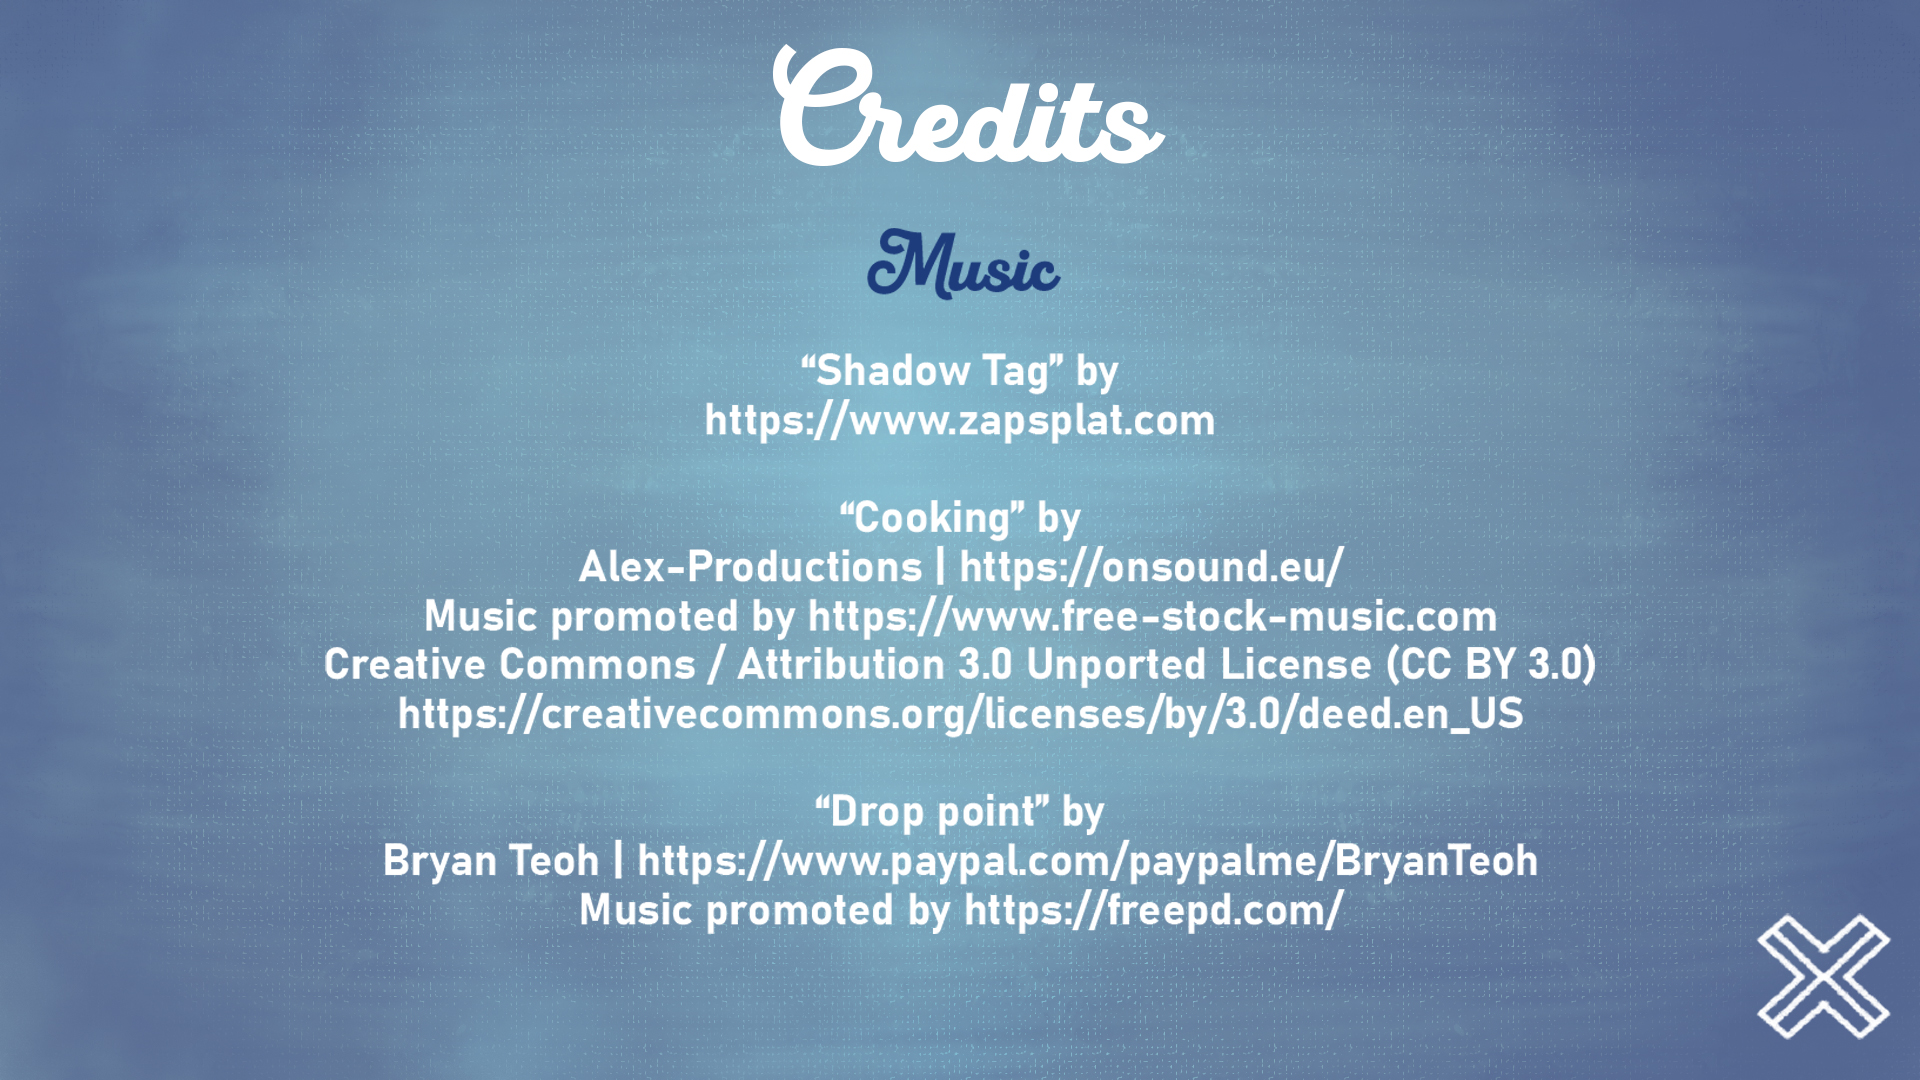 Credits
Music
“Shadow Tag” by
https://www.zapsplat.com
“Cooking” by
Alex-Productions | https://onsound.eu/
Music promoted by https://www.free-stock-music.com
Creative Commons / Attribution 3.0 Unported License (CC BY 3.0)
https://creativecommons.org/licenses/by/3.0/deed.en_US
“Drop point” by
Bryan Teoh | https://www.paypal.com/paypalme/BryanTeoh
Music promoted by https://freepd.com/